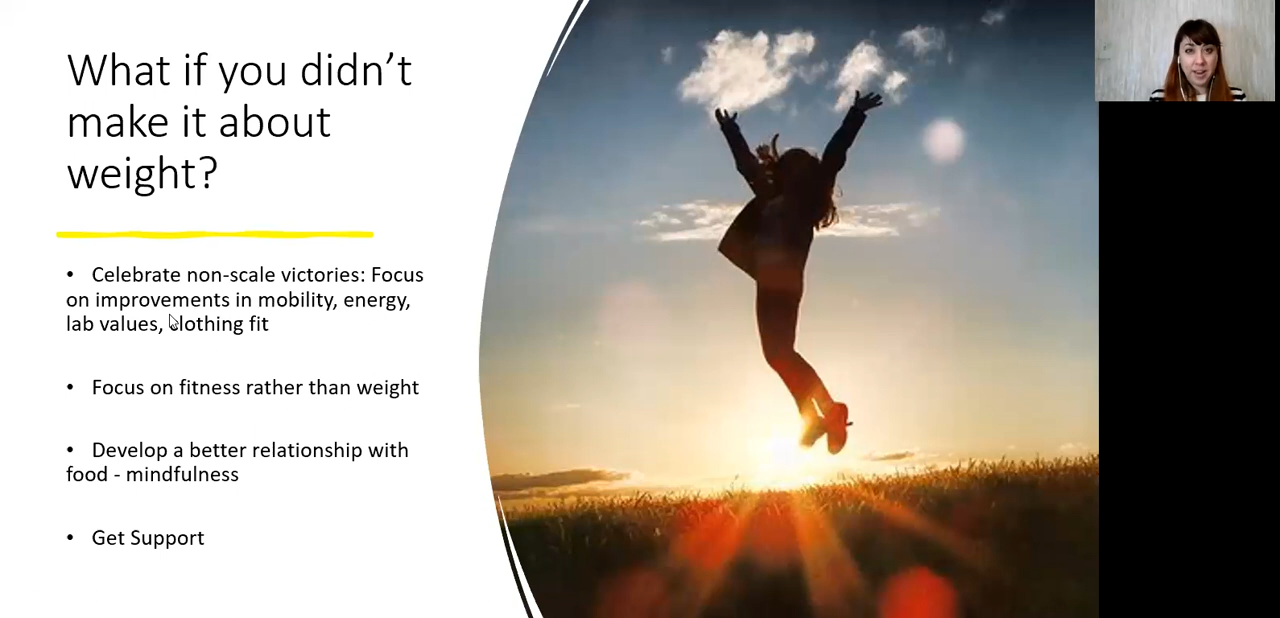 What if you didn’t
make it about
weight?
• Celebrate non-scale victories: Focus
on improvements in mobility, energy,
lab values, clothing fit
• Focus on fitness rather than weight
• Develop a better relationship with
food - mindfulness
• Get Support